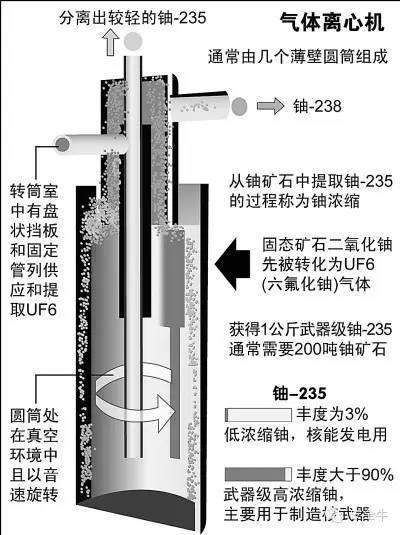 分离出较轻的铀-235
气体离心机
通常由几个薄壁圆筒组成
铀-238
转筒室
中有盘
状挡板
和固定
管列供
应和提
取UF6
从铀矿石中提取铀-235
的过程称为铀浓缩
固态矿石二氧化铀
先被转化为UF6
(六氟化铀)气体
获得1公斤武器级铀-235
通常需要200吨铀矿石
圆筒处
在真空
环境中
且以音
速旋转
铀-235
丰度为3%
低浓缩铀，核能发电用
丰度大于90%
武器级高浓缩铀，
主要用于制造核武器